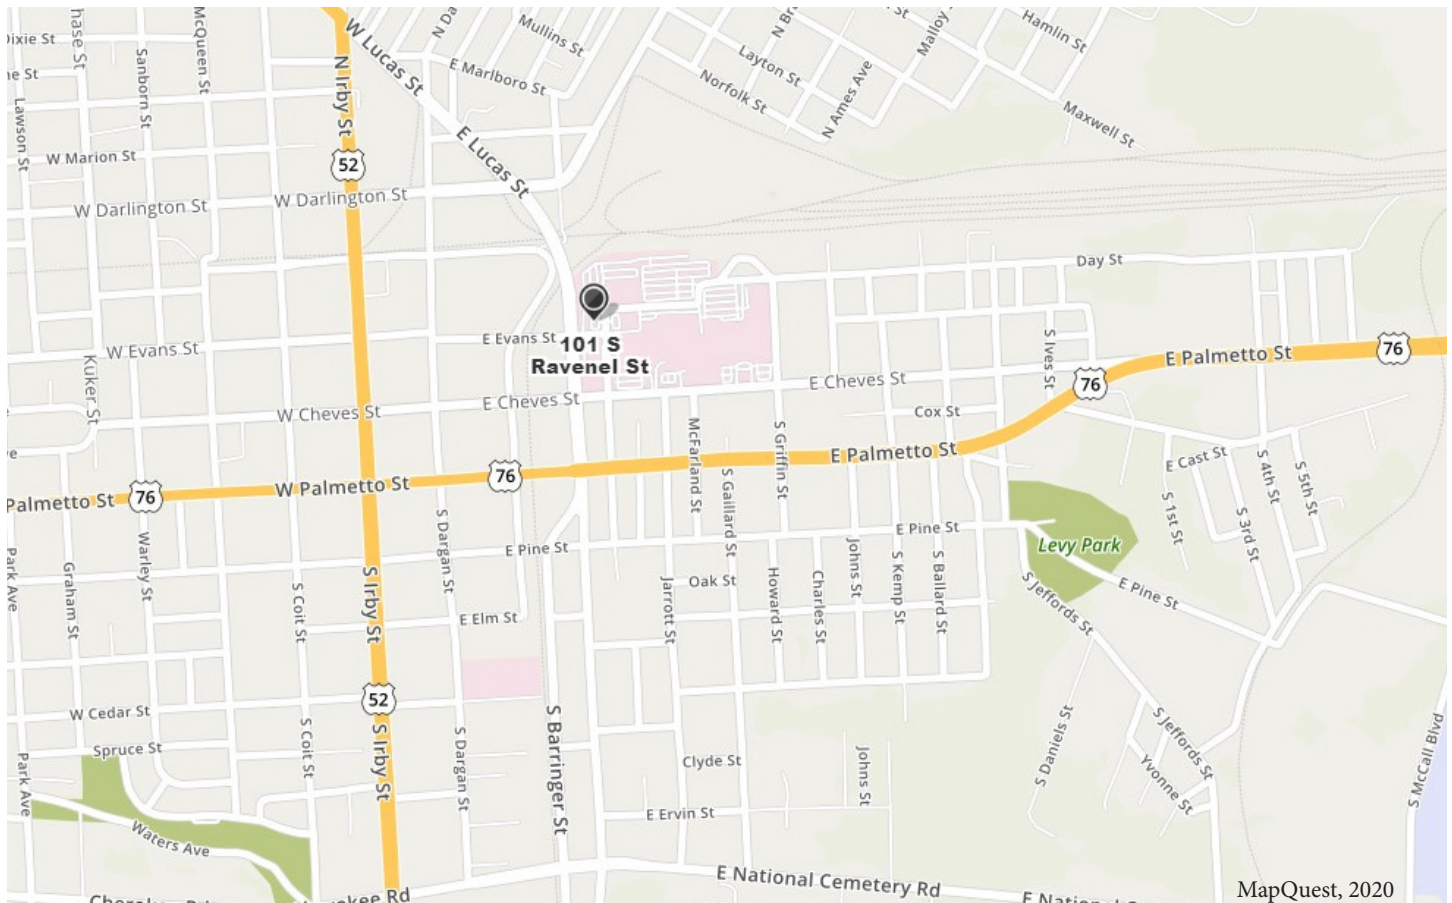 Dixie St
hase St
Sanborn St
McQueen St
W Lucas St
N Da
Mullins St
N Br
St
Malloy
Hamlin St
ne St
N Irby St
E Marlboro St
Layton St
Norfolk St
N Ames Ave
Maxwell St
Lawson St
W Marion St
52
E Lucas St
W Darlington St
W Darlington St
Day St
W Evans St
Kuker St
E Evans St
101 S
Ravenel St
S Ives St
E Palmetto St
76
76
W Cheves St
E Cheves St
E Cheves St
Cox St
ve
McFarland St
S Griffin St
E Palmetto St
E Cast St
S 4th St
S 5th St
Palmetto St
76
W Palmetto St
76
S Gaillard St
S 1st St
S 3rd St
S Dargan St
E Pine St
E Pine St
Levy Park
Park Ave
Graham St
Warley St
S Coit St
S Irby St
E Elm St
Jarrott St
Oak St
Howard St
Charles St
Johns St
S Kemp St
S Ballard St
S Jeffords St
E Pine St
52
W Cedar St
Spruce St
S Coit St
S Irby St
S Dargan St
S Barringer St
Clyde St
Johns St
S Daniels St
S Jeffords St
Yvonne St
S McCall Blvd
Park Ave
Waters Ave
E Ervin St
E National Cemetery Rd
kee Rd
E National
MapQuest, 2020